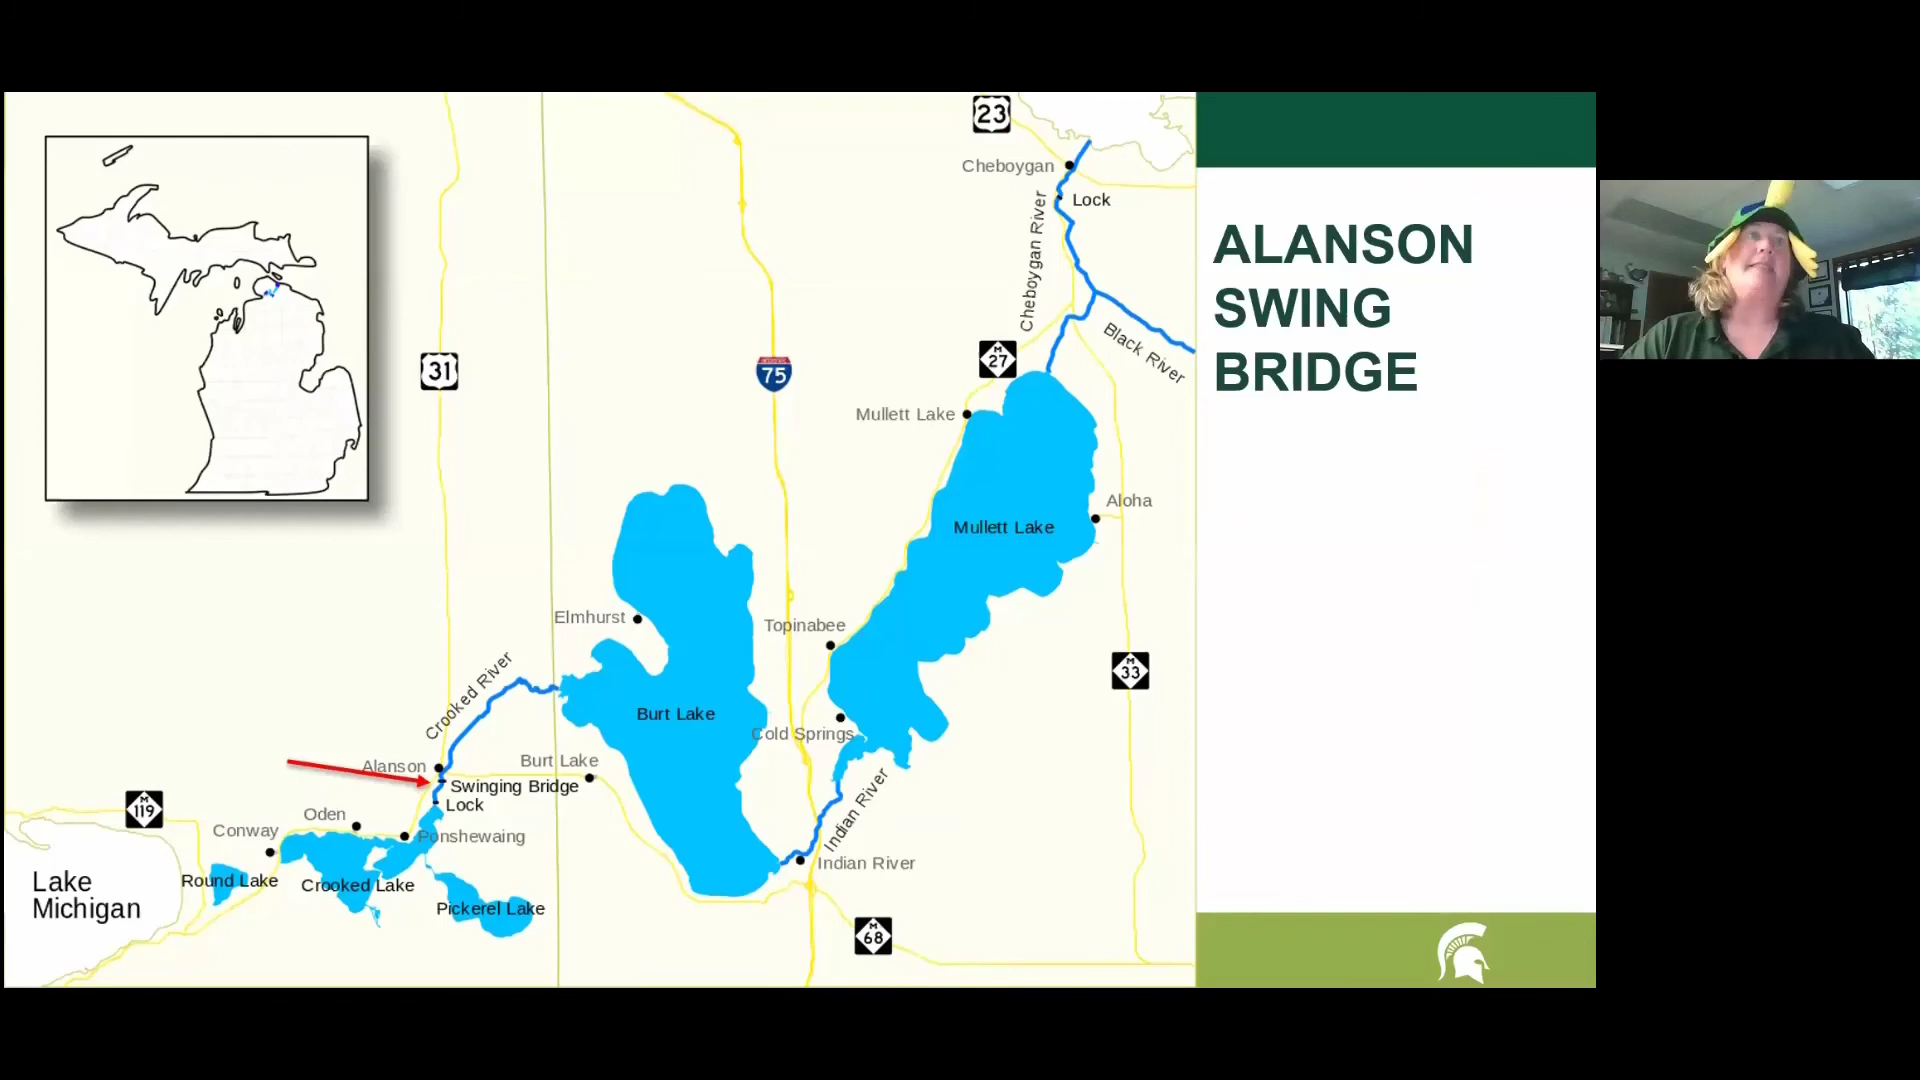 23
Cheboygan
Lock
Cheboygan River
Black River
31
75
M
27
Mullett Lake
Aloha
Mullett Lake
Elmhurst
Topinabee
M
33
Crooked River
Burt Lake
Cold Springs
Alanson
Burt Lake
Swinging Bridge
Lock
M
119
Oden
Conway
Ponshewaing
Indian River
Indian River
Round Lake
Crooked Lake
Lake
Michigan
Pickerel Lake
M
68
ALANSON
SWING
BRIDGE